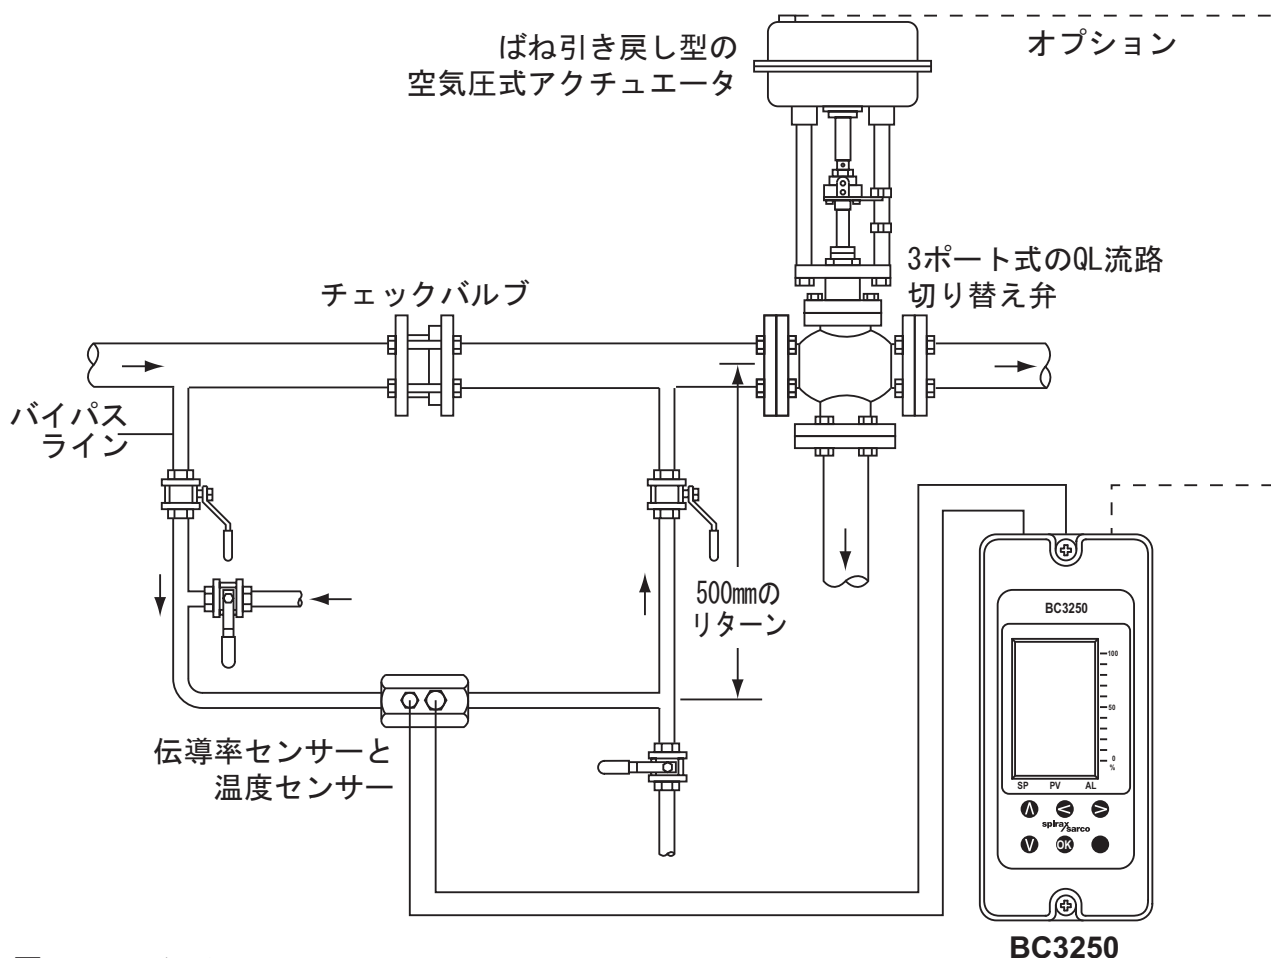 ばね引き戻し型の
空気圧式アクチュエータ
オプション
3ポート式のQL流路
切り替え弁
チェックバルブ
バイパス
ライン
500mmの
リターン
伝導率センサーと
温度センサー
BC3250
100
50
0
%
SP PV AL
spirax/sarco
OK
BC3250